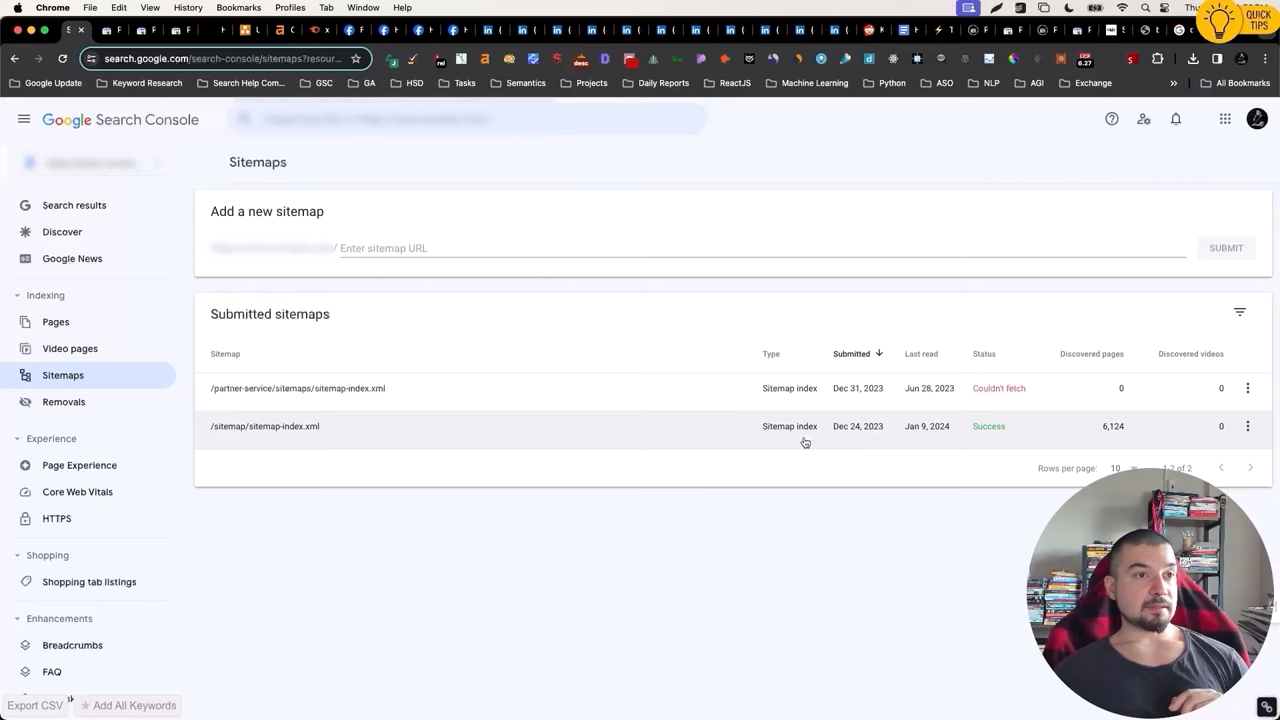 Chrome File Edit View History Bookmarks Profiles Tab Window Help
QUICK
TIPS
search.google.com/search-console/sitemaps?resour...
Google Update Keyword Research Search Help Com... GSC GA HSD Tasks Semantics Projects Daily Reports ReactJS Machine Learning Python ASO NLP AGI Exchange » All Bookmarks
Google Search Console
Sitemaps
Search results
Discover
Google News
Indexing
Pages
Video pages
Sitemaps
Removals
Experience
Page Experience
Core Web Vitals
HTTPS
Shopping
Shopping tab listings
Enhancements
Breadcrumbs
FAQ
Export CSV Add All Keywords
Add a new sitemap
/ Enter sitemap URL SUBMIT
Submitted sitemaps
Sitemap Type Submitted Last read Status Discovered pages Discovered videos
/partner-service/sitemaps/sitemap-index.xml Sitemap index Dec 31, 2023 Jun 28, 2023 Couldn't fetch 0 0
/sitemap/sitemap-index.xml Sitemap index Dec 24, 2023 Jan 9, 2024 Success 6,124 0
Rows per page: 10 1-2 of 2